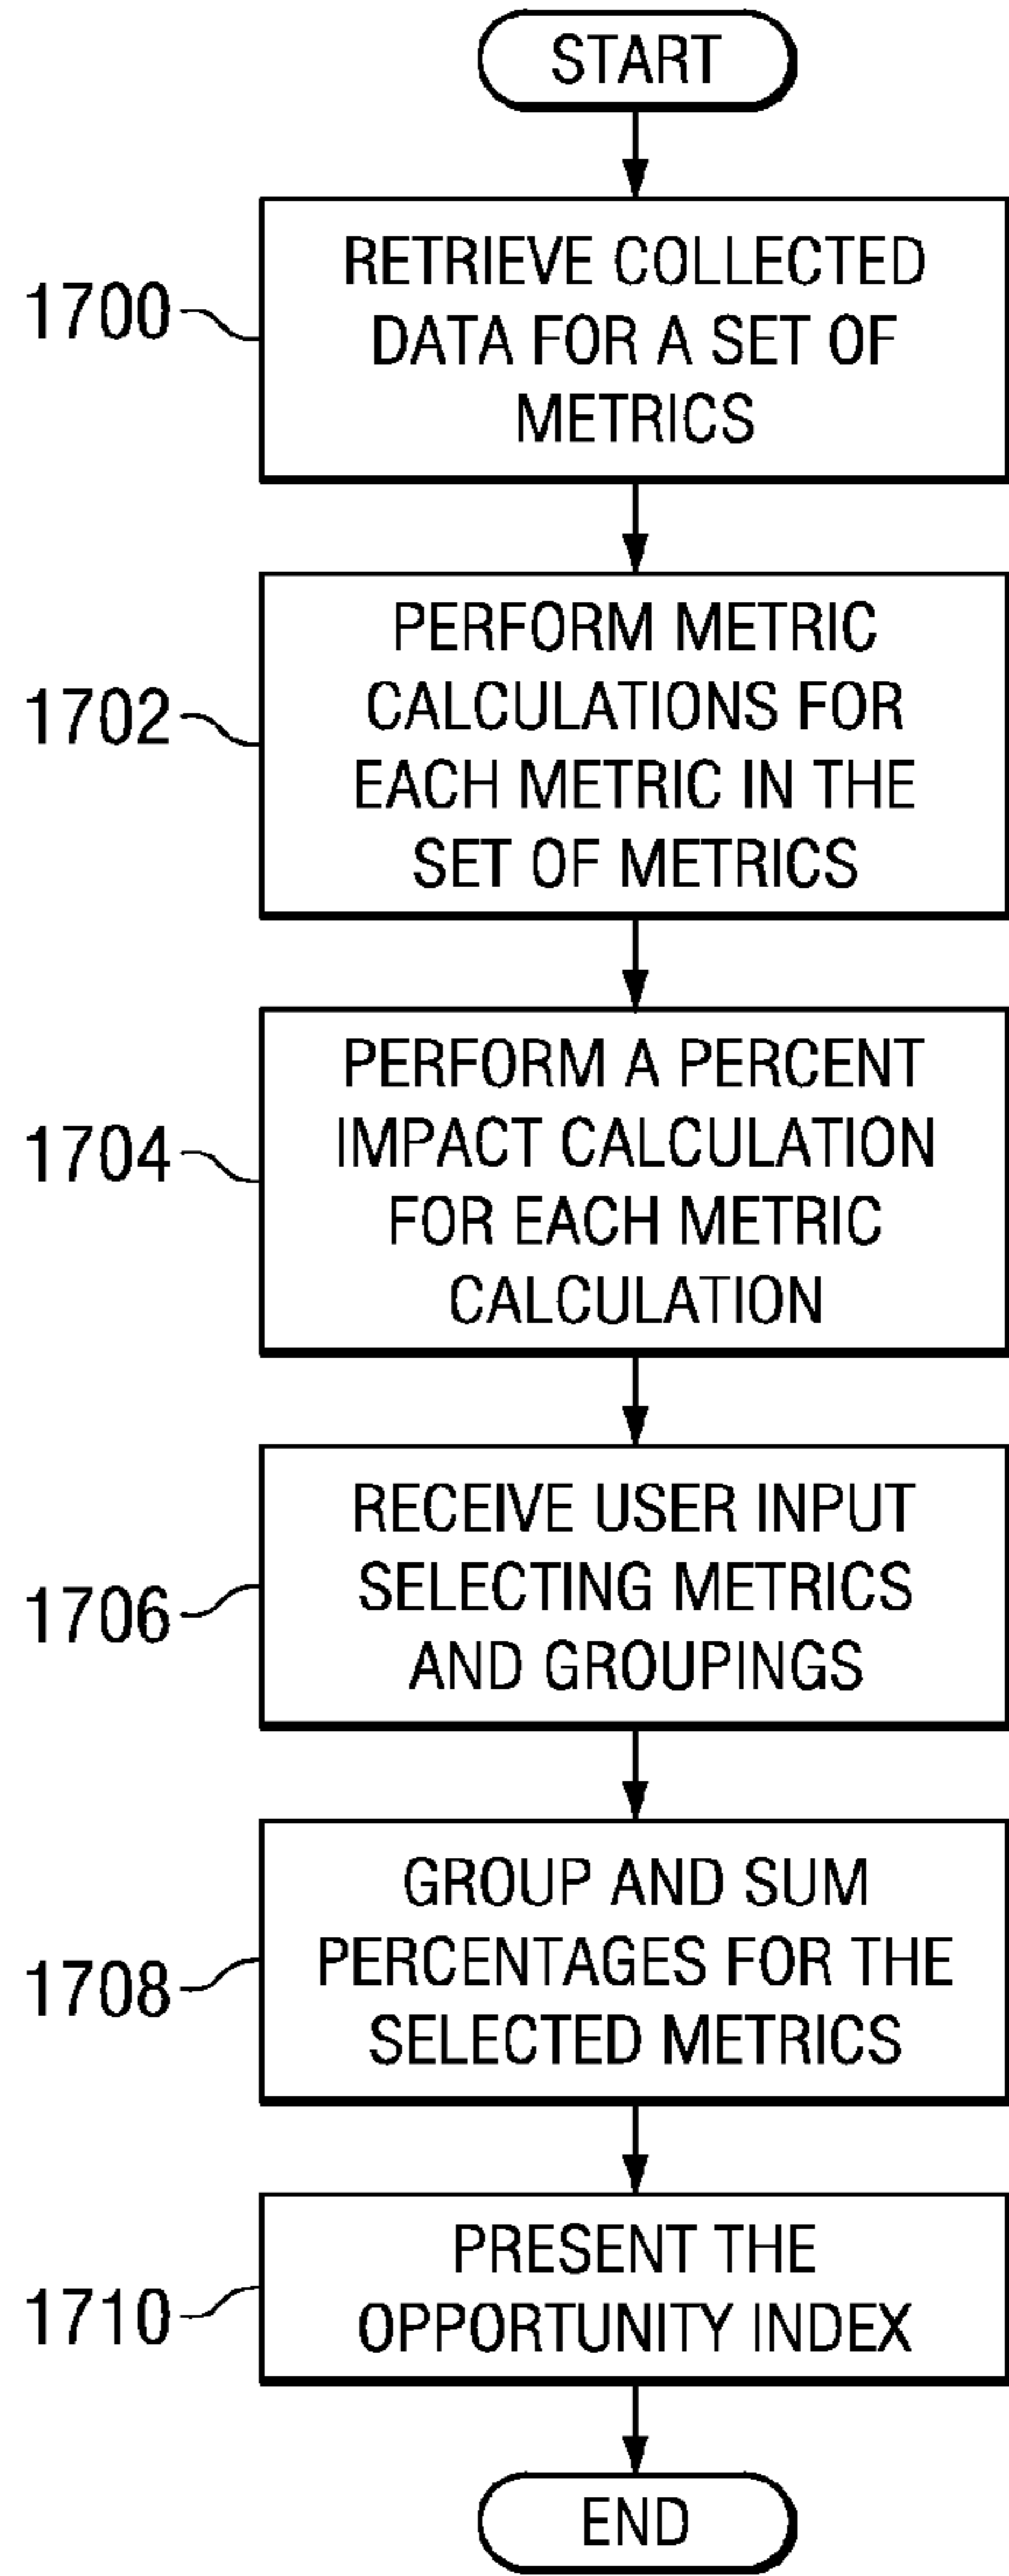 START
1700
RETRIEVE COLLECTED
DATA FOR A SET OF
METRICS
1702
PERFORM METRIC
CALCULATIONS FOR
EACH METRIC IN THE
SET OF METRICS
1704
PERFORM A PERCENT
IMPACT CALCULATION
FOR EACH METRIC
CALCULATION
1706
RECEIVE USER INPUT
SELECTING METRICS
AND GROUPINGS
1708
GROUP AND SUM
PERCENTAGES FOR THE
SELECTED METRICS
1710
PRESENT THE
OPPORTUNITY INDEX
END